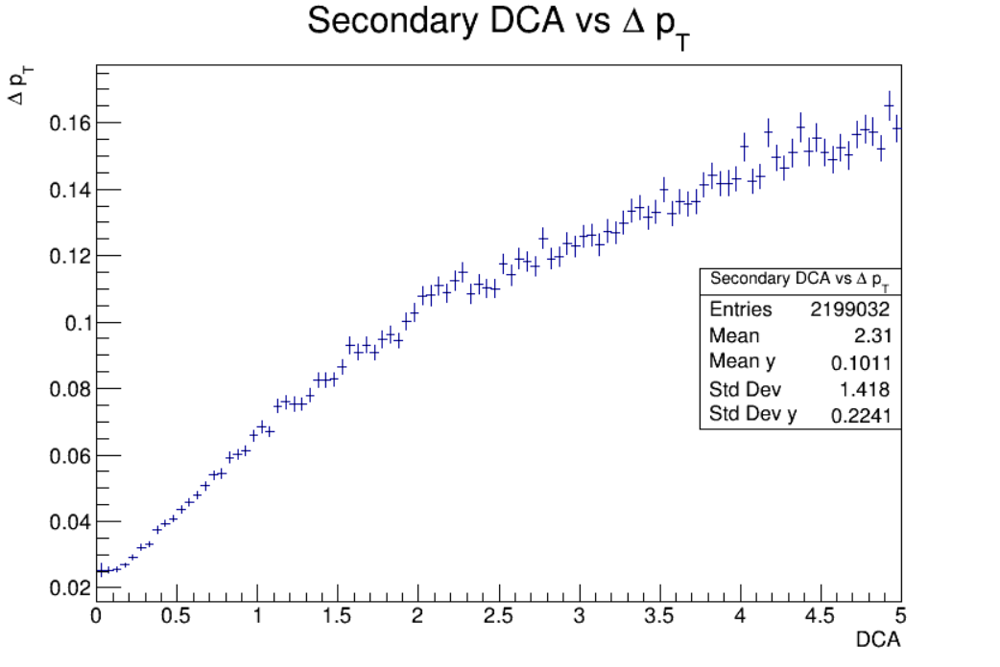 Secondary DCA vs Δ p_T
Δ p_T
0.16
0.14
0.12
0.1
0.08
0.06
0.04
0.02
Secondary DCA vs Δ p_T
Entries 2199032
Mean 2.31
Mean y 0.1011
Std Dev 1.418
Std Dev y 0.2241
0 0.5 1 1.5 2 2.5 3 3.5 4 4.5 5
DCA